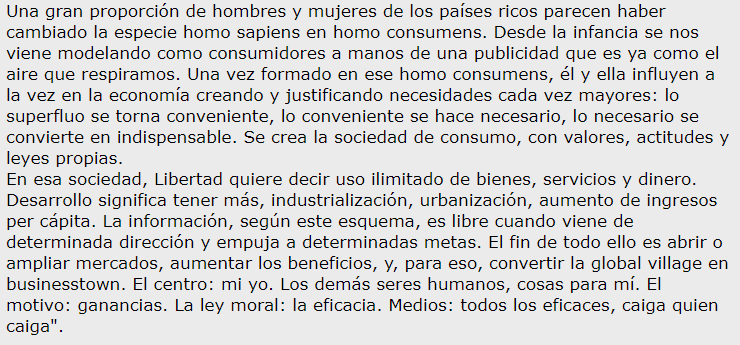 Una gran proporción de hombres y mujeres de los países ricos parecen haber
cambiado la especie homo sapiens en homo consumens. Desde la infancia se nos
viene modelando como consumidores a manos de una publicidad que es ya como el
aire que respiramos. Una vez formado en ese homo consumens, él y ella influyen a
la vez en la economía creando y justificando necesidades cada vez mayores: lo
superfluo se torna conveniente, lo conveniente se hace necesario, lo necesario se
convierte en indispensable. Se crea la sociedad de consumo, con valores, actitudes y
leyes propias.
En esa sociedad, Libertad quiere decir uso ilimitado de bienes, servicios y dinero.
Desarrollo significa tener más, industrialización, urbanización, aumento de ingresos
per cápita. La información, según este esquema, es libre cuando viene de
determinada dirección y empuja a determinadas metas. El fin de todo ello es abrir o
ampliar mercados, aumentar los beneficios, y, para eso, convertir la global village en
businesstown. El centro: mi yo. Los demás seres humanos, cosas para mí. El
motivo: ganancias. La ley moral: la eficacia. Medios: todos los eficaces, caiga quien
caiga".